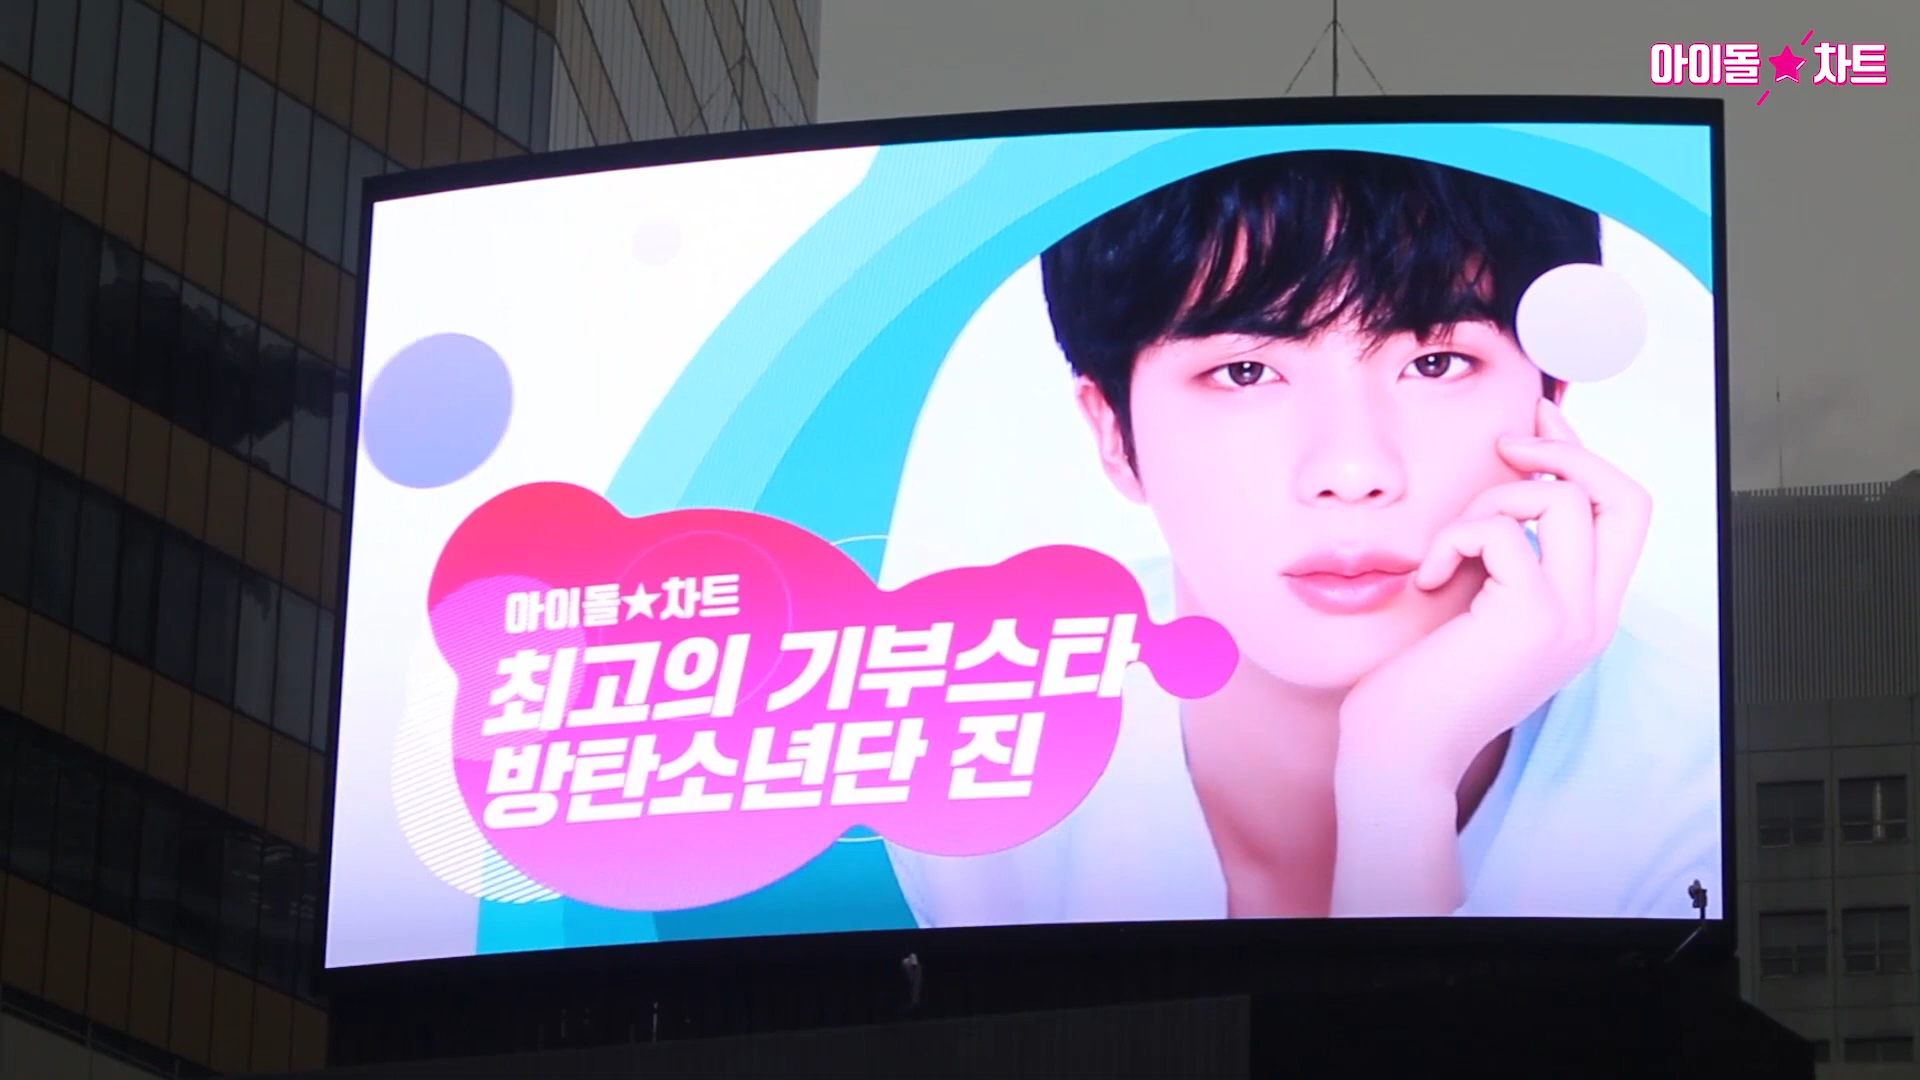 아이돌★차트
아이돌★차트
최고의 기부스타
방탄소년단 진